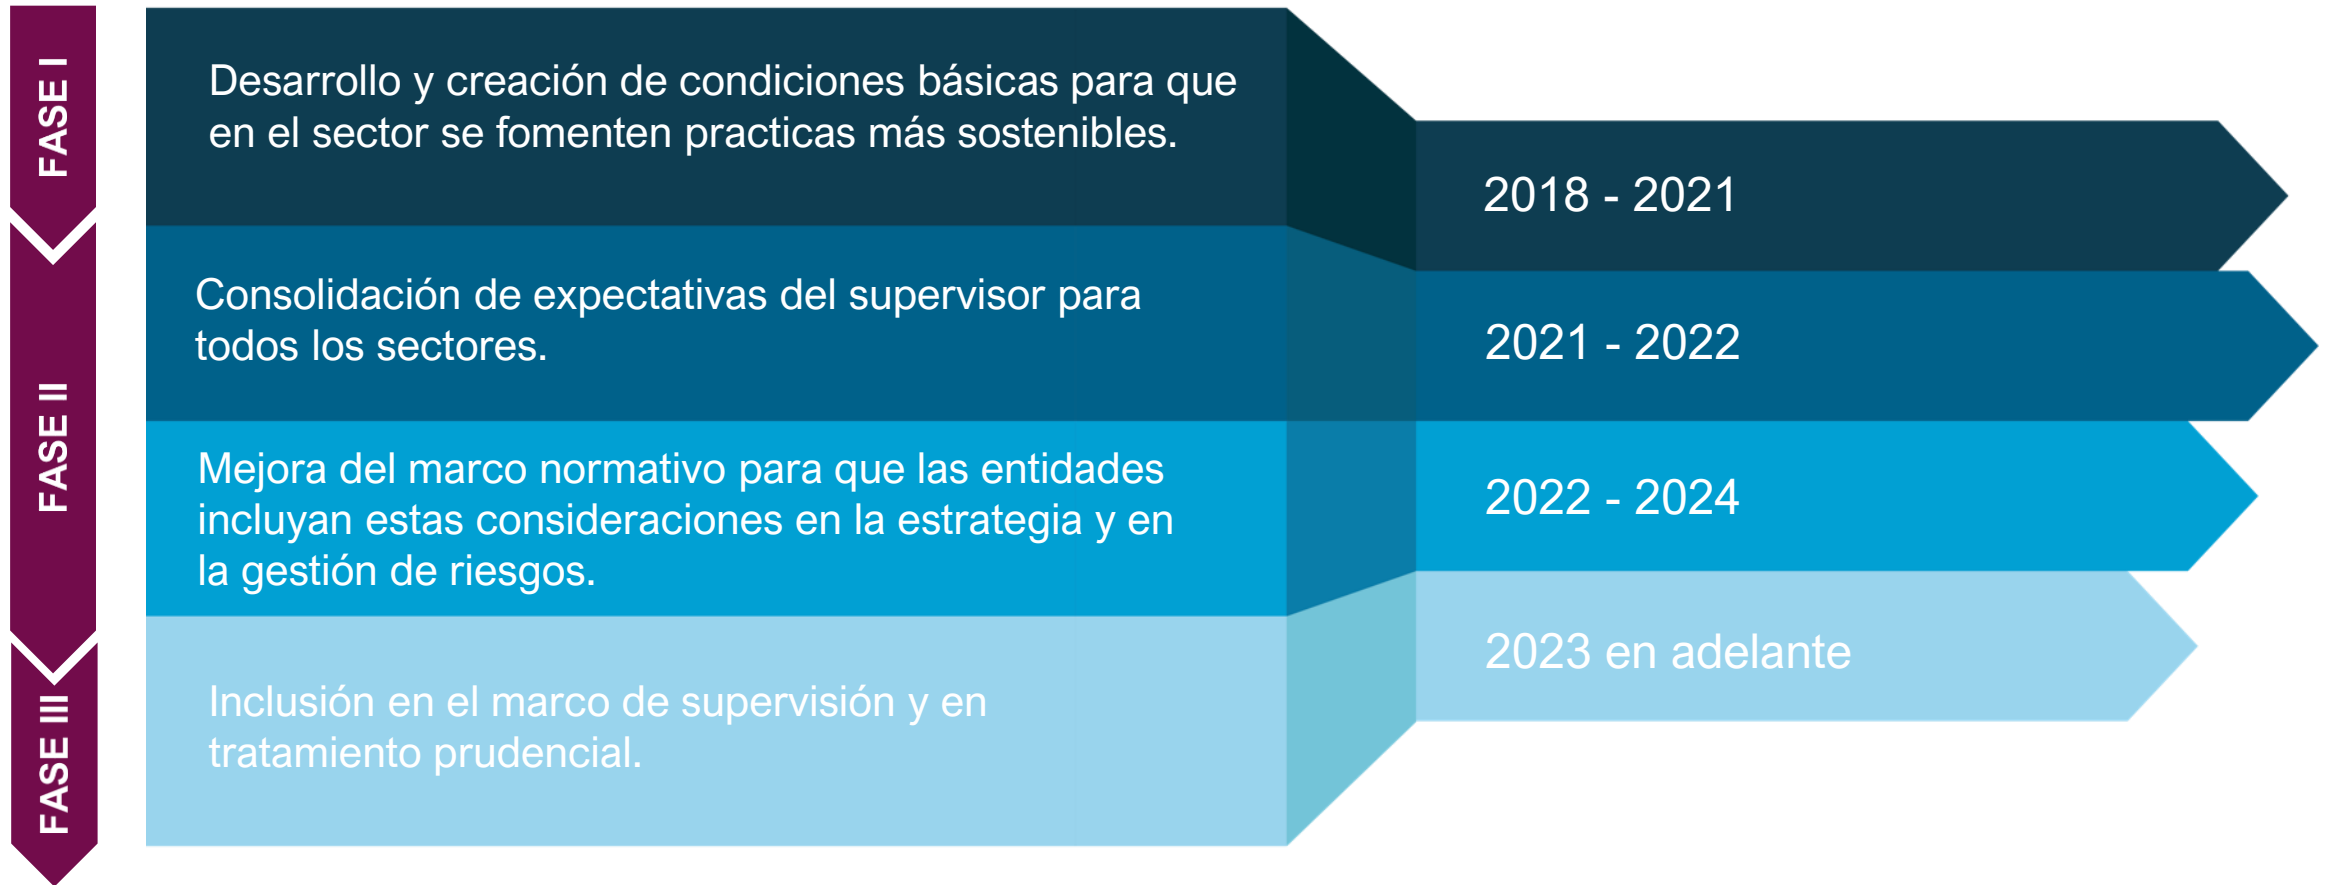 FASE I
Desarrollo y creación de condiciones básicas para que
en el sector se fomenten practicas más sostenibles.
2018 - 2021
FASE II
Consolidación de expectativas del supervisor para
todos los sectores.
2021 - 2022
Mejora del marco normativo para que las entidades
incluyan estas consideraciones en la estrategia y en
la gestión de riesgos.
2022 - 2024
FASE III
Inclusión en el marco de supervisión y en
tratamiento prudencial.
2023 en adelante